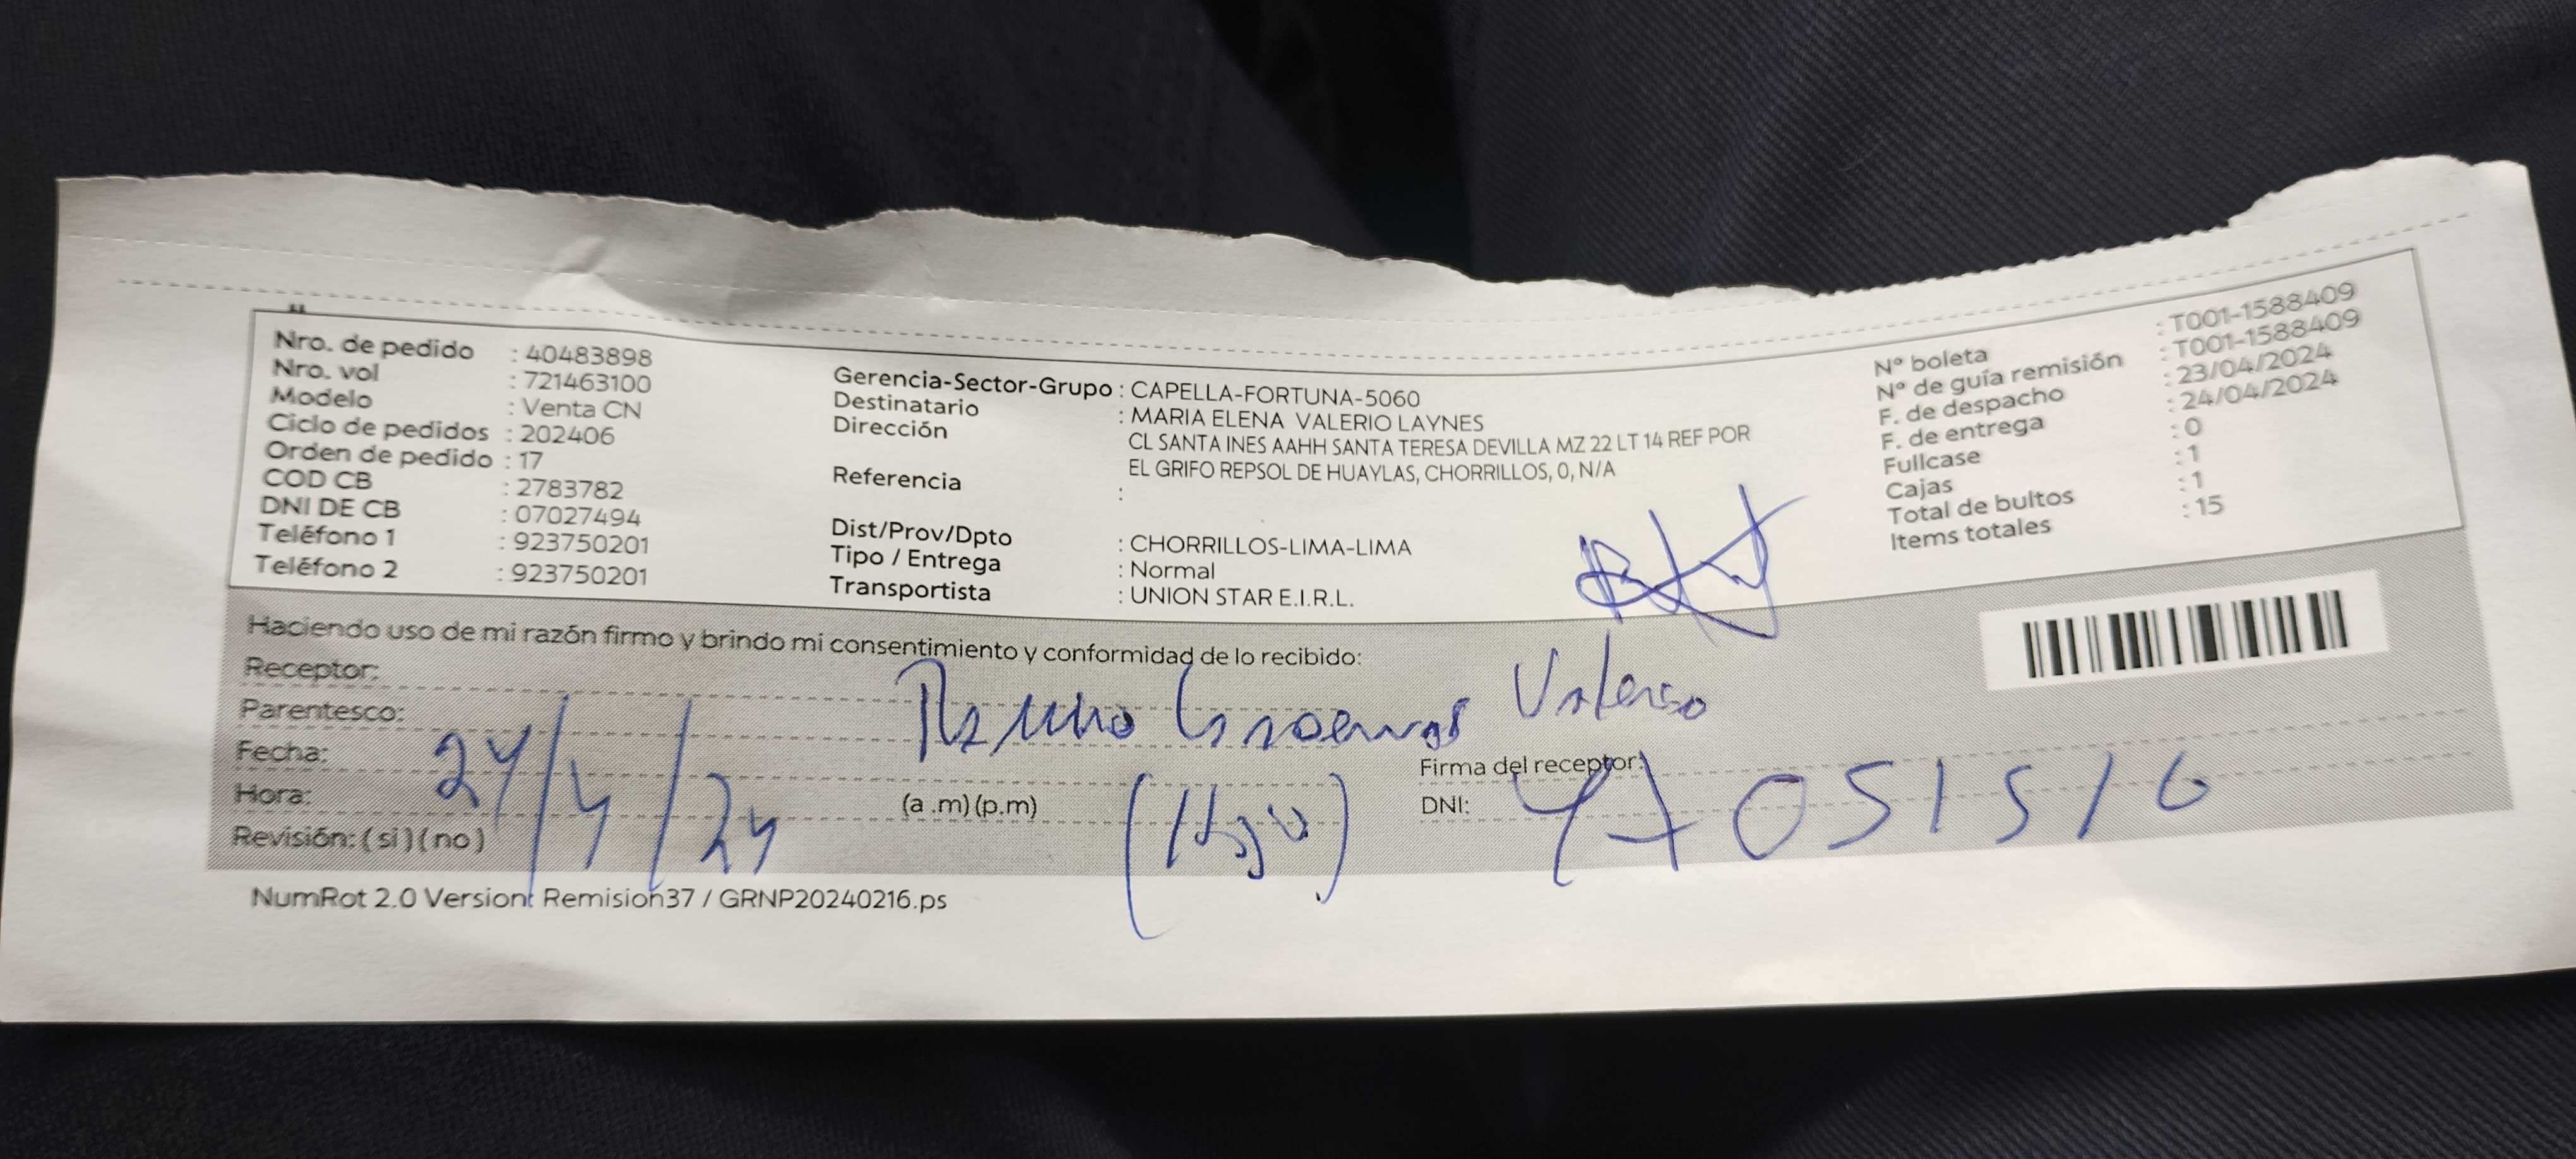 Nro. de pedido : 40483898
Nro. vol : 721463100
Modelo : Venta CN
Ciclo de pedidos : 202406
Orden de pedido : 17
COD CB : 2783782
DNI DE CB : 07027494
Teléfono 1 : 923750201
Teléfono 2 : 923750201
Gerencia-Sector-Grupo : CAPELLA-FORTUNA-5060
Destinatario : MARIA ELENA VALERIO LAYNES
Dirección CL SANTA INES AAHH SANTA TERESA DEVILLA MZ 22 LT 14 REF POR
EL GRIFO REPSOL DE HUAYLAS, CHORRILLOS, 0, N/A
Referencia :
Dist/Prov/Dpto : CHORRILLOS-LIMA-LIMA
Tipo / Entrega : Normal
Transportista : UNION STAR E.I.R.L.
N° boleta : T001-1588409
N° de guía remisión : T001-1588409
F. de despacho : 23/04/2024
F. de entrega : 24/04/2024
Fullcase : 0
Cajas : 1
Total de bultos : 1
Items totales : 15
Haciendo uso de mi razón firmo y brindo mi consentimiento y conformidad de lo recibido:
Receptor:
Valerio
Parentesco:
Fecha: 24/4/24
Firma del receptor:
Hora: (a .m) (p.m)
(Hijo)
DNI: 47051516
Revisión: ( si ) ( no )
NumRot 2.0 Version: Remision37 / GRNP20240216.ps